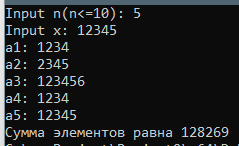 Input n(n<=10): 5
Input x: 12345
a1: 1234
a2: 2345
a3: 123456
a4: 1234
a5: 12345
Сумма элементов равна 128269